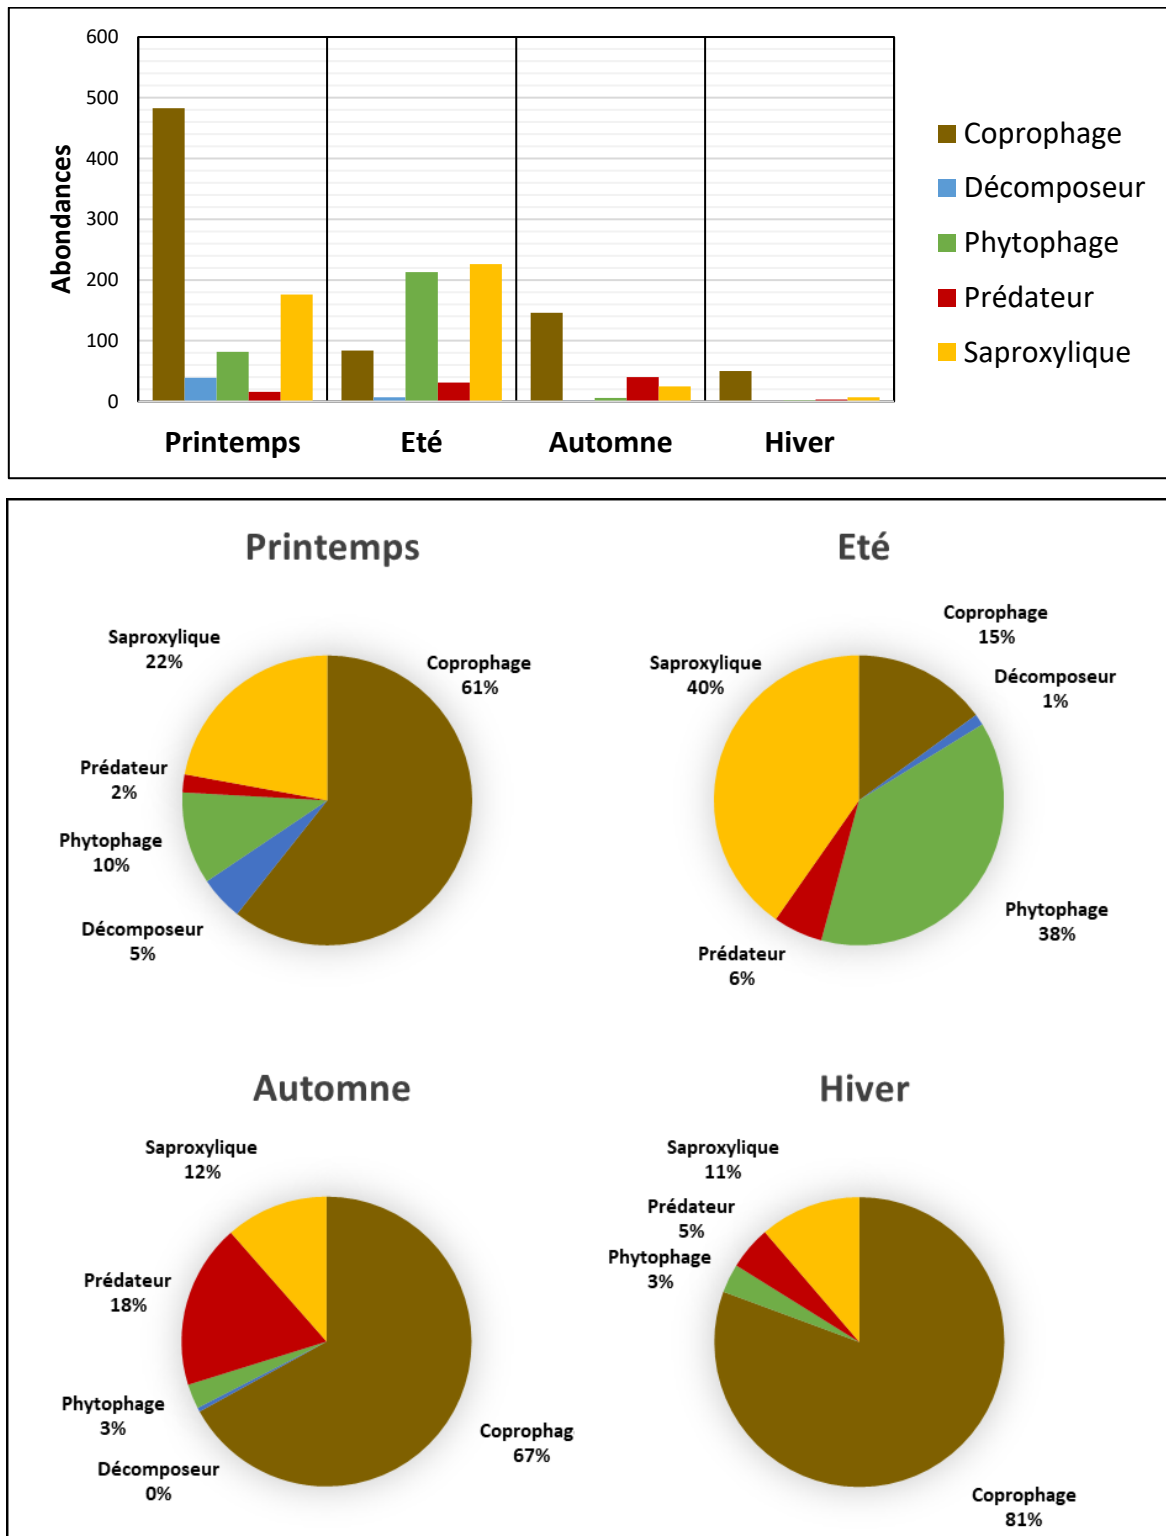 600
500
400
300
200
100
0
Abondances
Printemps Eté Automne Hiver
Coprophage
Décomposeur
Phytophage
Prédateur
Saproxylique
Printemps
Saproxylique
22%
Coprophage
61%
Prédateur
2%
Phytophage
10%
Décomposeur
5%
Eté
Coprophage
15%
Saproxylique
40%
Décomposeur
1%
Phytophage
38%
Prédateur
6%
Automne
Saproxylique
12%
Prédateur
18%
Phytophage
3%
Coprophag
67%
Décomposeur
0%
Hiver
Saproxylique
11%
Prédateur
5%
Phytophage
3%
Coprophage
81%